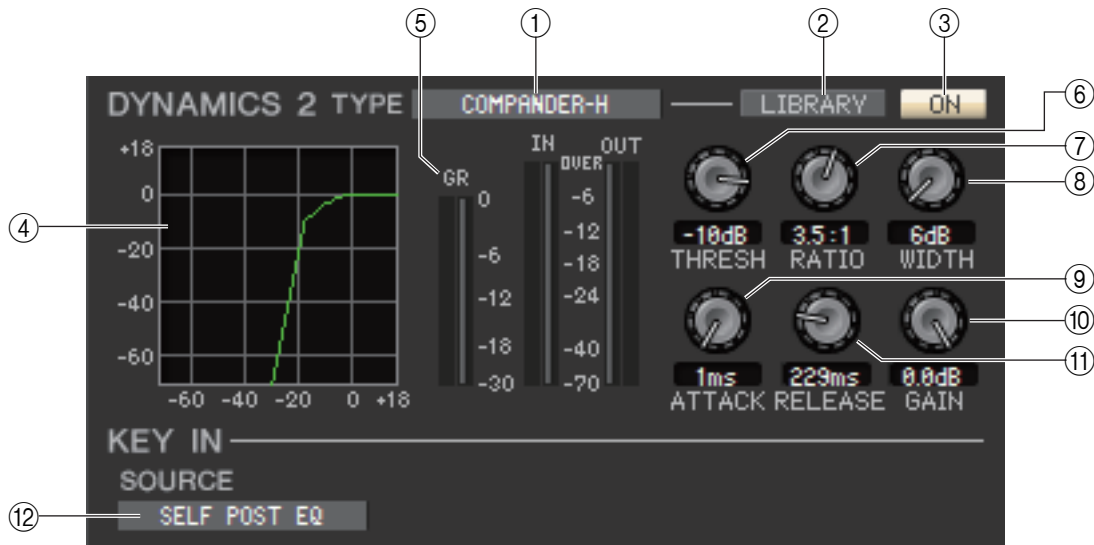 ⑤ ① ② ③
DYNAMICS 2 TYPE COMPANDER-H LIBRARY ON
⑥
⑦
⑧
④
+18
0
-20
-40
-60
-60 -40 -20 0 +18
GR
0
-6
-12
-18
-30
IN OUT
OVER
-6
-12
-18
-24
-40
-70
-10dB 3.5:1 6dB
THRESH RATIO WIDTH
⑨
⑩
⑪
1ms 229ms 0.0dB
ATTACK RELEASE GAIN
KEY IN
SOURCE
⑫ SELF POST EQ